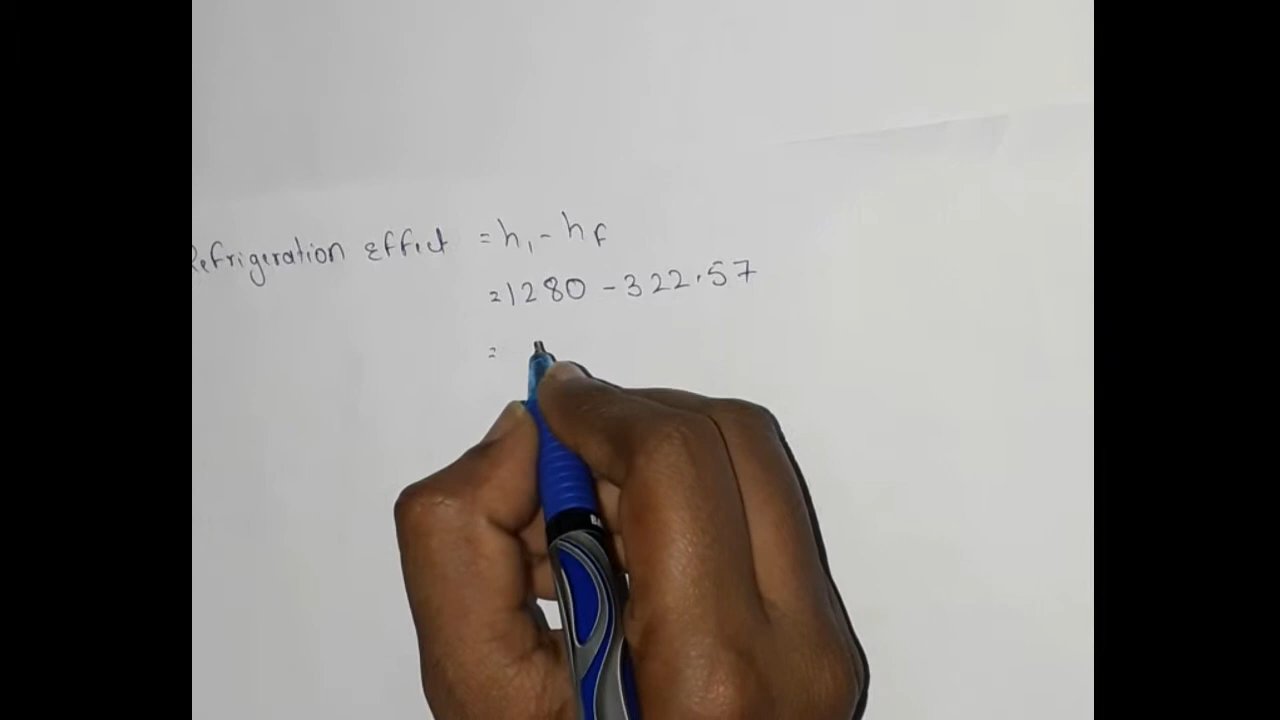 Refrigeration Effect = h₁ - hf
= 1280 - 322.57
=